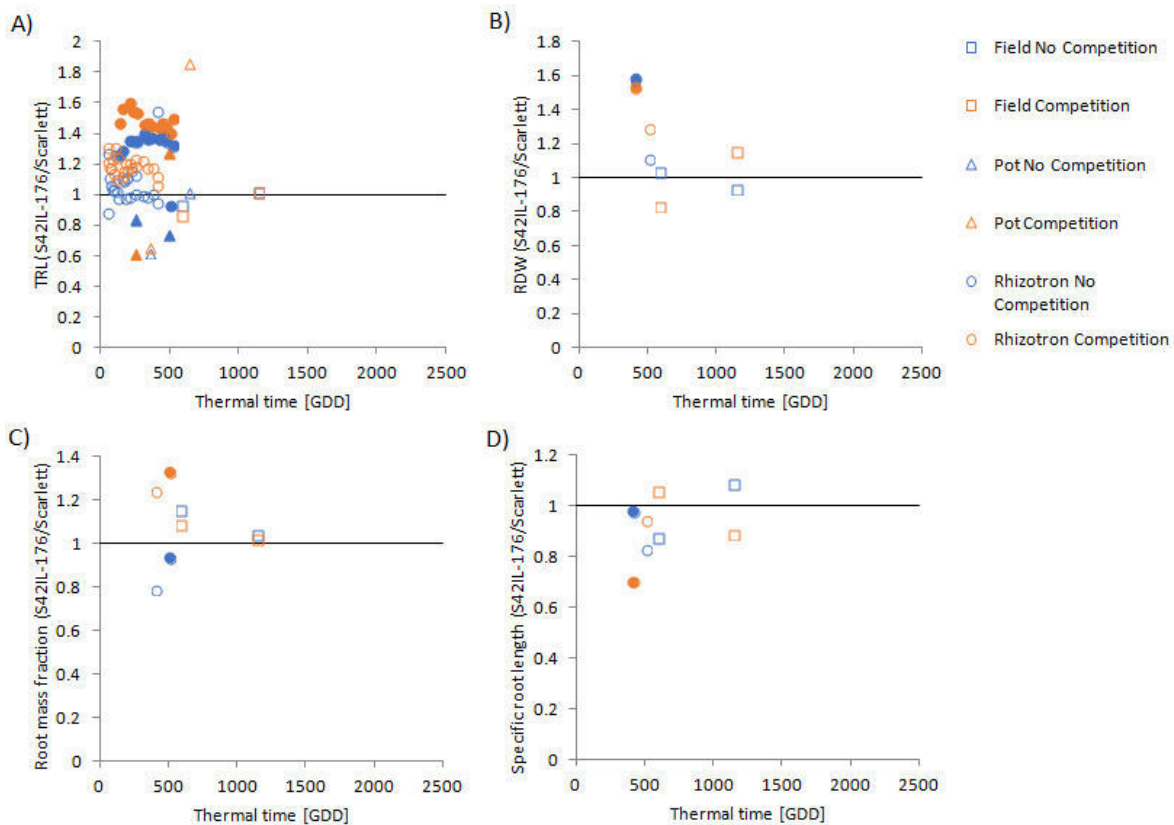 A)
TRL( S42IL-176/Scarlett)
2
1.8
1.6
1.4
1.2
1
0.8
0.6
0.4
0.2
0
0 500 1000 1500 2000 2500
Thermal time [GDD]
B)
RDW (S42IL-176/Scarlett)
1.8
1.6
1.4
1.2
1
0.8
0.6
0.4
0.2
0
0 500 1000 1500 2000 2500
Thermal time [GDD]
Field No Competition
Field Competition
Pot No Competition
Pot Competition
Rhizotron No
Competition
Rhizotron Competition
C)
Root mass fraction (S42IL-176/Scarlett)
1.4
1.2
1
0.8
0.6
0.4
0.2
0
0 500 1000 1500 2000 2500
Thermal time [GDD]
D)
Specific root length (S42IL-176/Scarlett)
1.2
1
0.8
0.6
0.4
0.2
0
0 500 1000 1500 2000 2500
Thermal time [GDD]